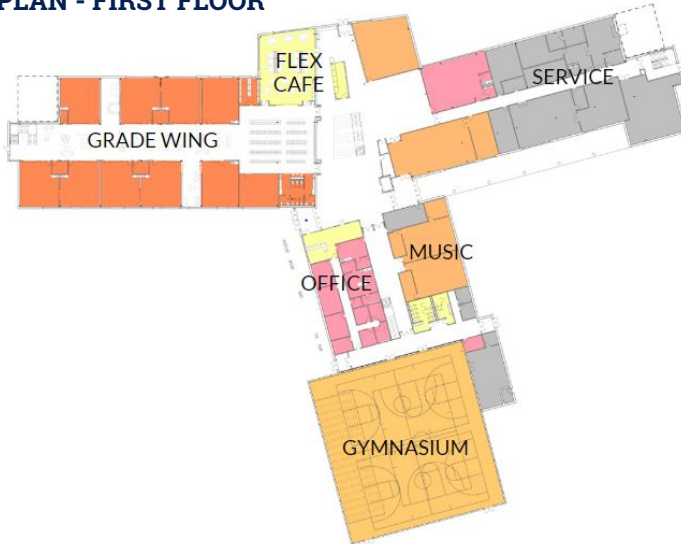 PLAN - FIRST FLOOR
FLEX
CAFE
SERVICE
GRADE WING
MUSIC
OFFICE
GYMNASIUM